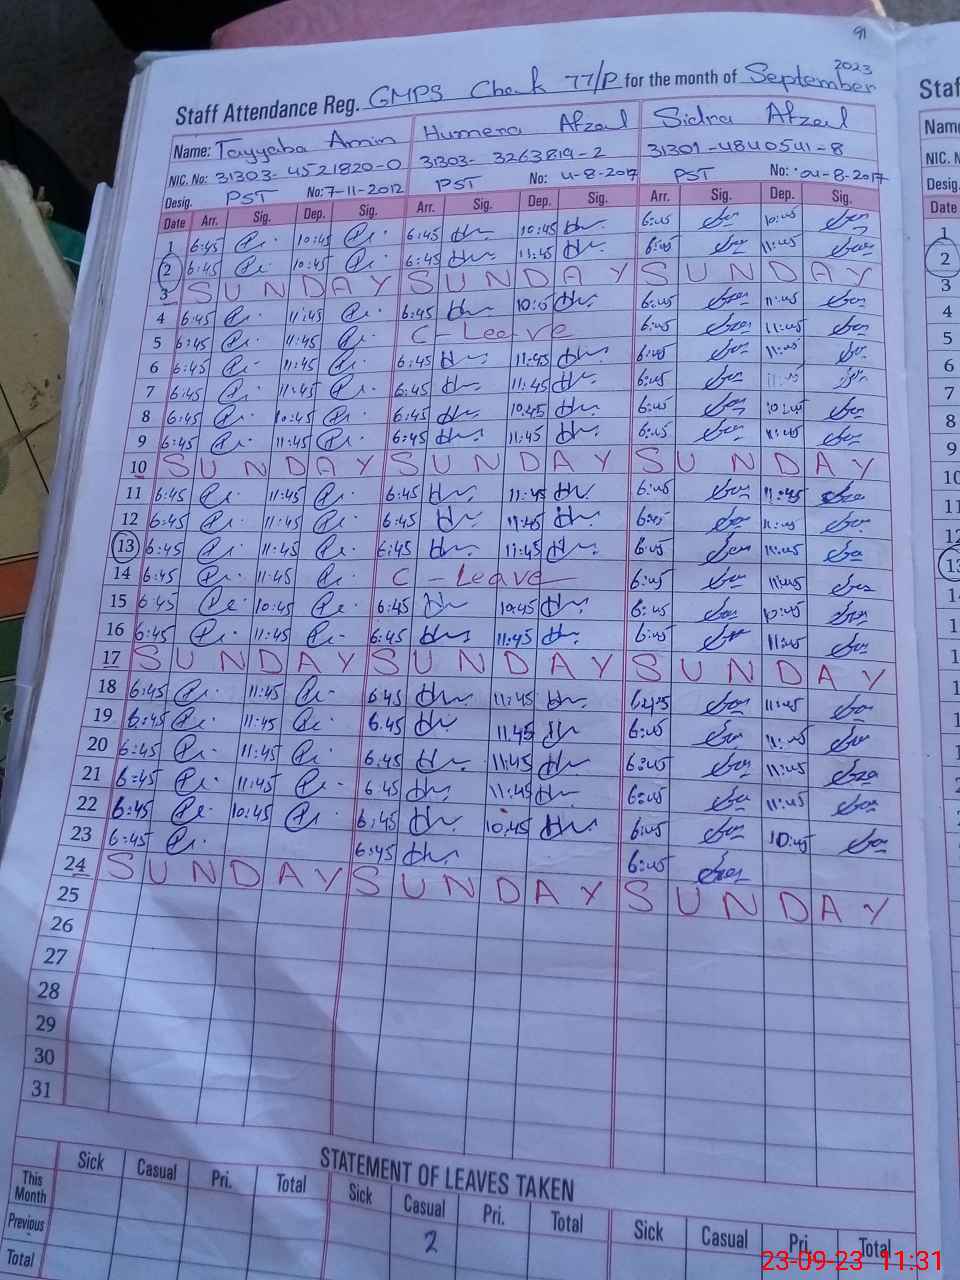 91
2023
Staff Attendance Reg. GMPS Chak 77/P for the month of September
Name: Tayyaba Amin Humera Afzal Sidra Afzal
NIC. No: 31303-4521820-0 31303-3263819-2 31301-4840541-8
Desig. PST No: 7-11-2012 PST No: 4-8-2017 PST No: 04-8-2017
Date Arr. Sig. Dep. Sig. Arr. Sig. Dep. Sig. Arr. Sig. Dep. Sig.
1 6:45 10:45 6:45 10:45 6:45 10:45
2 6:45 10:45 6:45 11:45 6:45 11:45
3 SUNDAY SUNDAY SUNDAY
4 6:45 11:45 6:45 6:45 11:45
5 6:45 11:45 C-Leave 6:45 11:45
6 6:45 11:45 6:45 11:45 6:45 11:45
7 6:45 11:45 6:45 11:45 6:45 11:45
8 6:45 10:45 6:45 10:45 6:45 10:45
9 6:45 11:45 6:45 11:45 6:45 11:45
10 SUNDAY SUNDAY SUNDAY
11 6:45 11:45 6:45 11:45 6:45 11:45
12 6:45 11:45 6:45 11:45 6:45 11:45
13 6:45 11:45 6:45 11:45 6:45 11:45
14 6:45 11:45 C-Leave 6:45 11:45
15 6:45 10:45 6:45 10:45 6:45 10:45
16 6:45 11:45 6:45 11:45 6:45 11:45
17 SUNDAY SUNDAY SUNDAY
18 6:45 11:45 6:45 11:45 6:45 11:45
19 6:45 11:45 6:45 11:45 6:45 11:45
20 6:45 11:45 6:45 11:45 6:45 11:45
21 6:45 11:45 6:45 11:45 6:45 11:45
22 6:45 10:45 6:45 10:45 6:45 10:45
23 6:45 6:45 6:45
24 SUNDAY SUNDAY SUNDAY
25
26
27
28
29
30
31
STATEMENT OF LEAVES TAKEN
Sick Casual Pri. Total Sick Casual Pri. Total Sick Casual Pri. Total
This Month
Previous 2
Total
Staf
Name
NIC. N
Desig.
Date
1
2
3
4
5
6
7
8
9
10
11
12
13
23-09-23 11:31